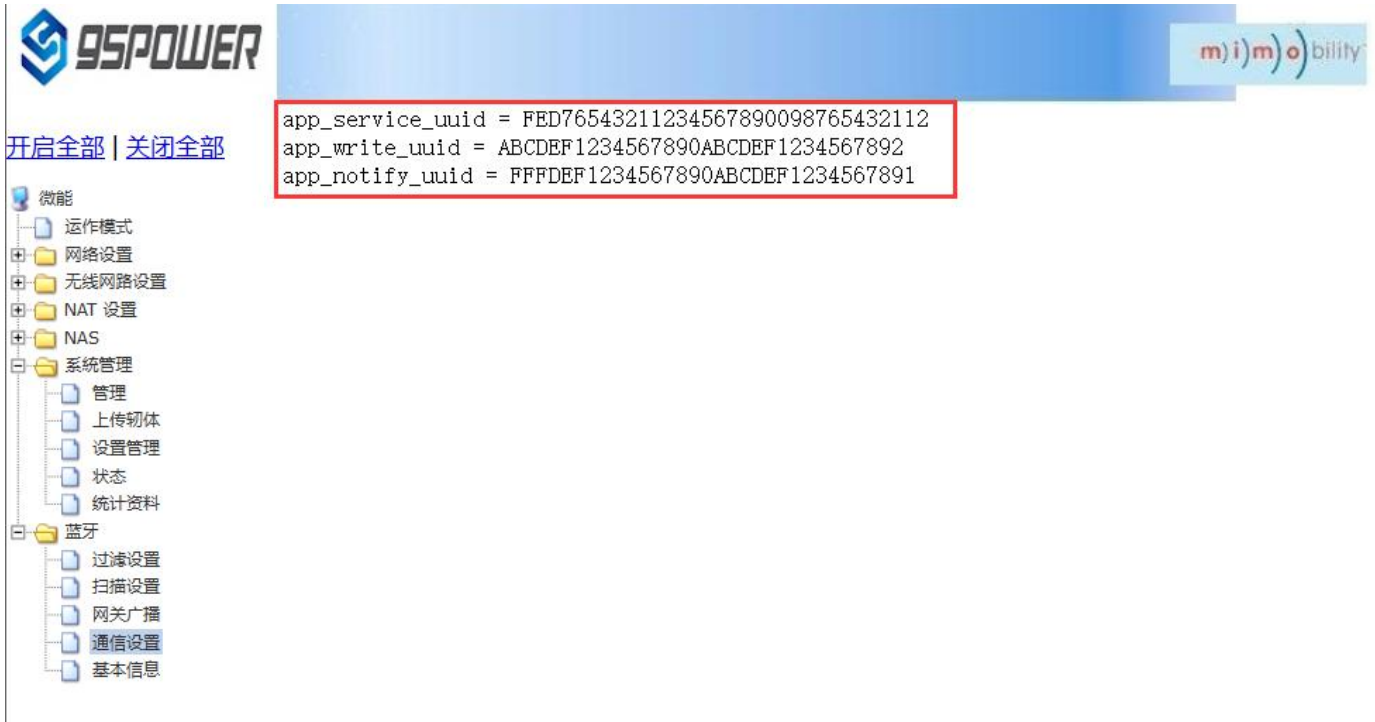 95POWER
m)i)m)o)bility
开启全部 | 关闭全部
app_service_uuid = FED76543211234567890098765432112
app_write_uuid = ABCDEF1234567890ABCDEF1234567892
app_notify_uuid = FFFDEF1234567890ABCDEF1234567891
微能
运作模式
网络设置
无线网路设置
NAT 设置
NAS
系统管理
管理
上传轫体
设置管理
状态
统计资料
蓝牙
过滤设置
扫描设置
网关广播
通信设置
基本信息